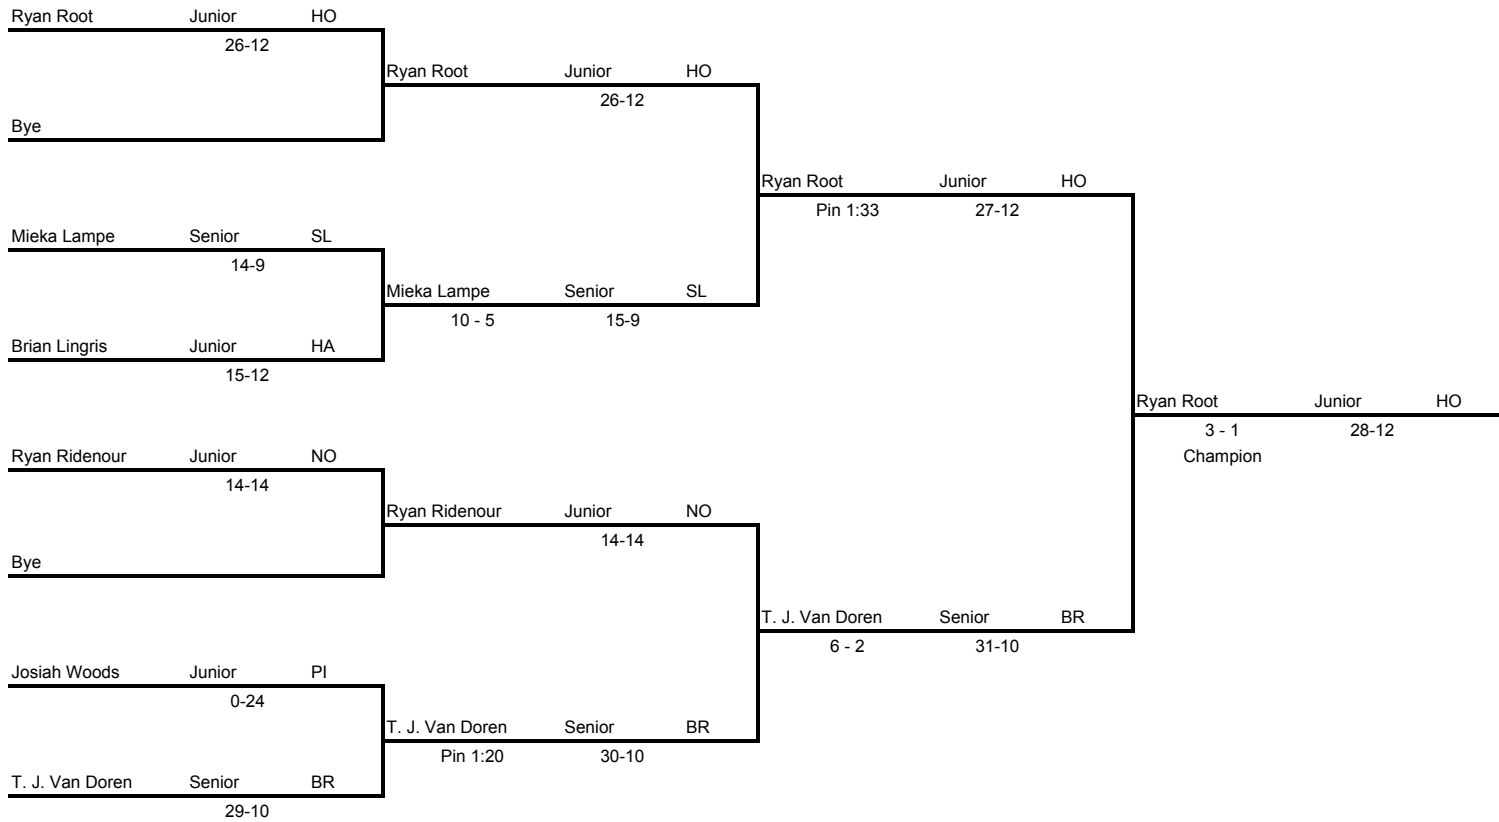 Ryan Root Junior HO
26-12
Ryan Root Junior HO
26-12
Bye
Ryan Root Junior HO
Pin 1:33 27-12
Mieka Lampe Senior SL
14-9
Mieka Lampe Senior SL
10 - 5 15-9
Brian Lingris Junior HA
15-12
Ryan Root Junior HO
3 - 1 28-12
Champion
Ryan Ridenour Junior NO
14-14
Ryan Ridenour Junior NO
14-14
Bye
T. J. Van Doren Senior BR
6 - 2 31-10
Josiah Woods Junior PI
0-24
T. J. Van Doren Senior BR
Pin 1:20 30-10
T. J. Van Doren Senior BR
29-10